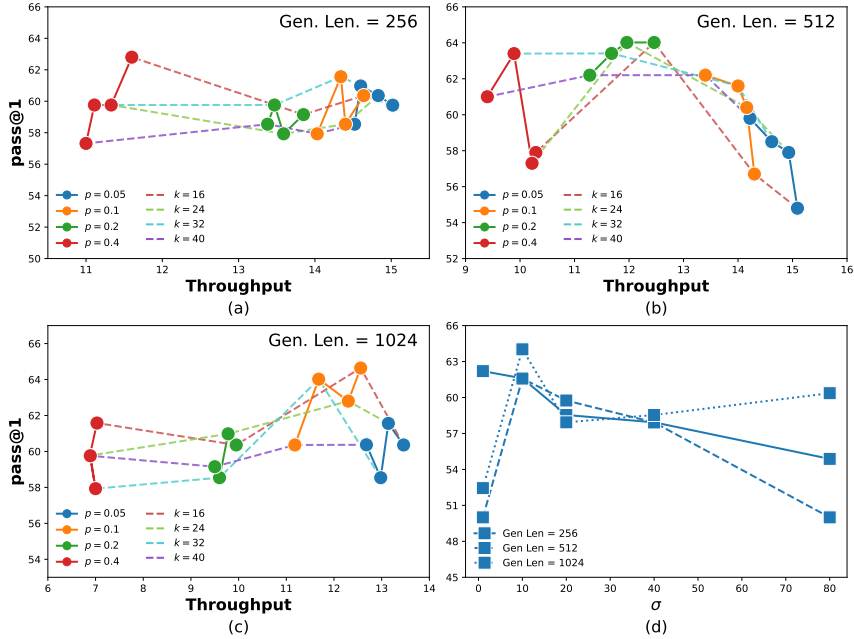 66
64
62
60
58
56
54
52
50
pass@1
Gen. Len. = 256
p = 0.05
p = 0.1
p = 0.2
p = 0.4
k = 16
k = 24
k = 32
k = 40
11
12
13
14
15
Throughput
(a)
66
64
62
60
58
56
54
52
Gen. Len. = 512
p = 0.05
p = 0.1
p = 0.2
p = 0.4
k = 16
k = 24
k = 32
k = 40
9
10
11
12
13
14
15
16
Throughput
(b)
66
64
62
60
58
56
54
pass@1
Gen. Len. = 1024
p = 0.05
p = 0.1
p = 0.2
p = 0.4
k = 16
k = 24
k = 32
k = 40
6
7
8
9
10
11
12
13
14
Throughput
(c)
66
63
60
57
54
51
48
45
Gen Len = 256
Gen Len = 512
Gen Len = 1024
0
10
20
30
40
50
60
70
80
σ
(d)